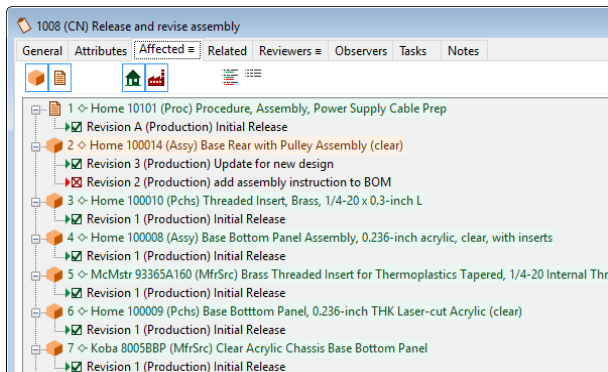 1008 (CN) Release and revise assembly
General Attributes Affected ≡ Related Reviewers ≡ Observers Tasks Notes
1 ◇ Home 10101 (Proc) Procedure, Assembly, Power Supply Cable Prep
Revision A (Production) Initial Release
2 ◇ Home 100014 (Assy) Base Rear with Pulley Assembly (clear)
Revision 3 (Production) Update for new design
Revision 2 (Production) add assembly instruction to BOM
3 ◇ Home 100010 (Pchs) Threaded Insert, Brass, 1/4-20 x 0.3-inch L
Revision 1 (Production) Initial Release
4 ◇ Home 100008 (Assy) Base Bottom Panel Assembly, 0.236-inch acrylic, clear, with inserts
Revision 1 (Production) Initial Release
5 ◇ McMstr 93365A160 (MfrSrc) Brass Threaded Insert for Thermoplastics Tapered, 1/4-20 Internal Thr
Revision 1 (Production) Initial Release
6 ◇ Home 100009 (Pchs) Base Botttom Panel, 0.236-inch THK Laser-cut Acrylic (clear)
Revision 1 (Production) Initial Release
7 ◇ Koba 8005BBP (MfrSrc) Clear Acrylic Chassis Base Bottom Panel
Revision 1 (Production) Initial Release